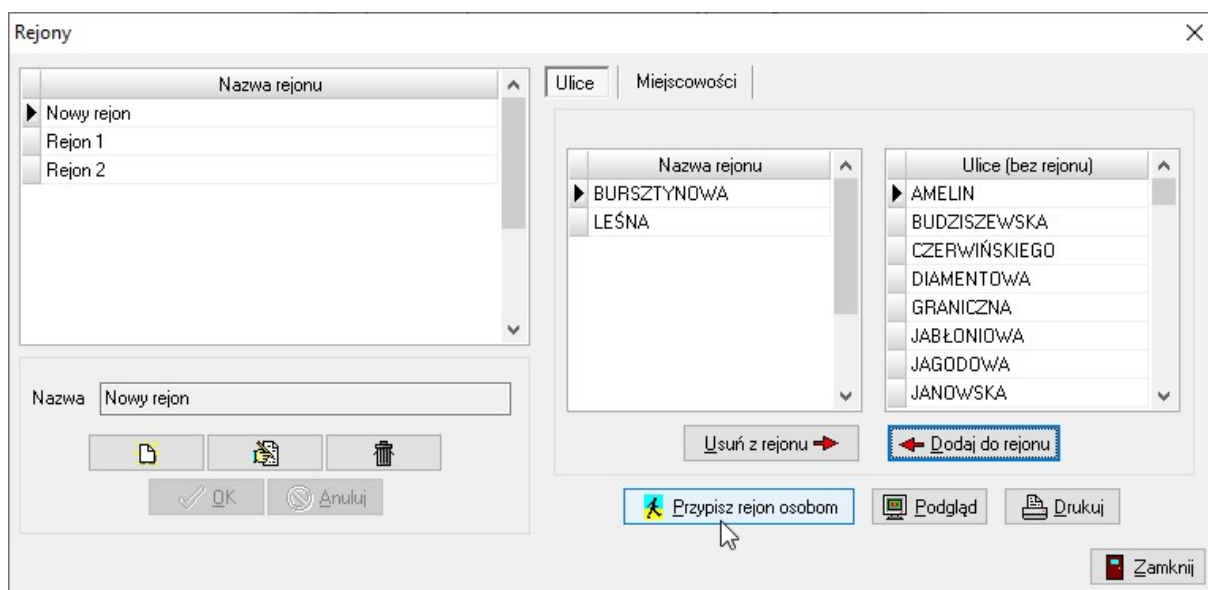 Rejony
Nazwa rejonu
Nowy rejon
Rejon 1
Rejon 2
Nazwa Nowy rejon
OK Anuluj
Ulice Miejscowości
Nazwa rejonu
BURSZTYNOWA
LEŚNA
Ulice (bez rejonu)
AMELIN
BUDZISZEWSKA
CZERWIŃSKIEGO
DIAMENTOWA
GRANICZNA
JABŁONIOWA
JAGODOWA
JANOWSKA
Usuń z rejonu Dodaj do rejonu
Przypisz rejon osobom Podgląd Drukuj
Zamknij